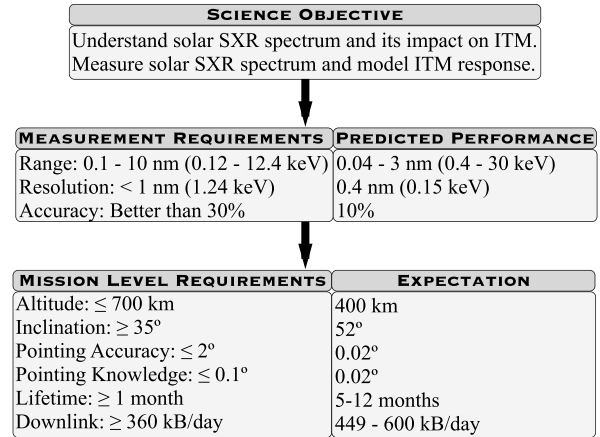 SCIENCE OBJECTIVE
Understand solar SXR spectrum and its impact on ITM.
Measure solar SXR spectrum and model ITM response.
MEASUREMENT REQUIREMENTS
Range: 0.1 - 10 nm (0.12 - 12.4 keV)
Resolution: < 1 nm (1.24 keV)
Accuracy: Better than 30%
PREDICTED PERFORMANCE
0.04 - 3 nm (0.4 - 30 keV)
0.4 nm (0.15 keV)
10%
MISSION LEVEL REQUIREMENTS
Altitude: ≤ 700 km
Inclination: ≥ 35º
Pointing Accuracy: ≤ 2º
Pointing Knowledge: ≤ 0.1º
Lifetime: ≥ 1 month
Downlink: ≥ 360 kB/day
EXPECTATION
400 km
52º
0.02º
0.02º
5-12 months
449 - 600 kB/day